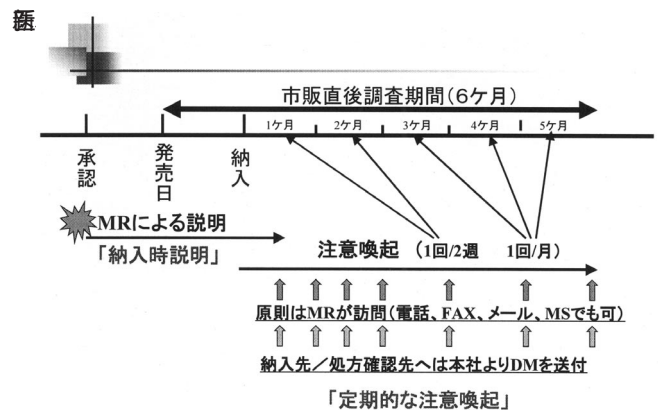 市販直後調査期間(6ケ月)
1ケ月 2ケ月 3ケ月 4ケ月 5ケ月
承認
発売日
納入
MRによる説明
「納入時説明」
注意喚起 (1回/2週 1回/月)
原則はMRが訪問(電話、FAX、メール、MSでも可)
納入先/処方確認先へは本社よりDMを送付
「定期的な注意喚起」